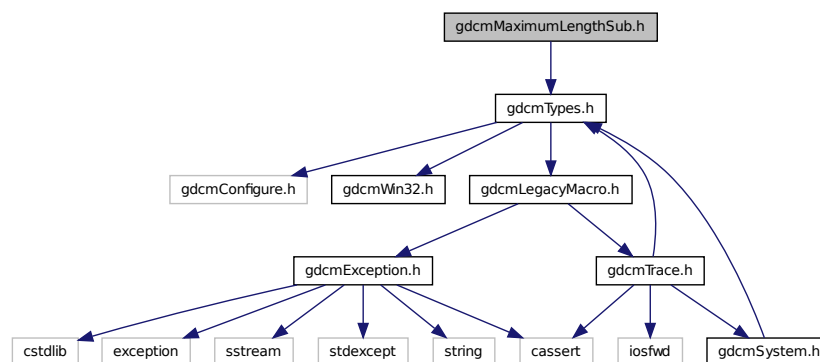 gdcmMaximumLengthSub.h
gdcmTypes.h
gdcmConfigure.h
gdcmWin32.h
gdcmLegacyMacro.h
gdcmException.h
gdcmTrace.h
cstdlib
exception
sstream
stdexcept
string
cassert
iosfwd
gdcmSystem.h